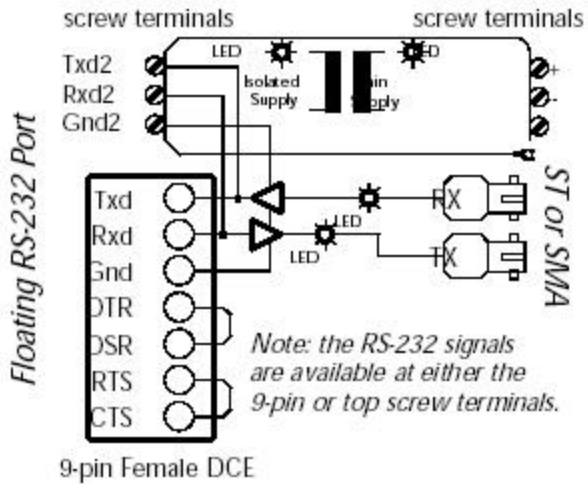 screw terminals
screw terminals
LED
Txd2
Rxd2
Gnd2
Isolated
Supply
Supply
+
-
Floating RS-232 Port
Txd
Rxd
Gnd
DTR
DSR
RTS
CTS
RX
TX
LED
LED
ST or SMA
Note: the RS-232 signals
are available at either the
9-pin or top screw terminals.
9-pin Female DCE